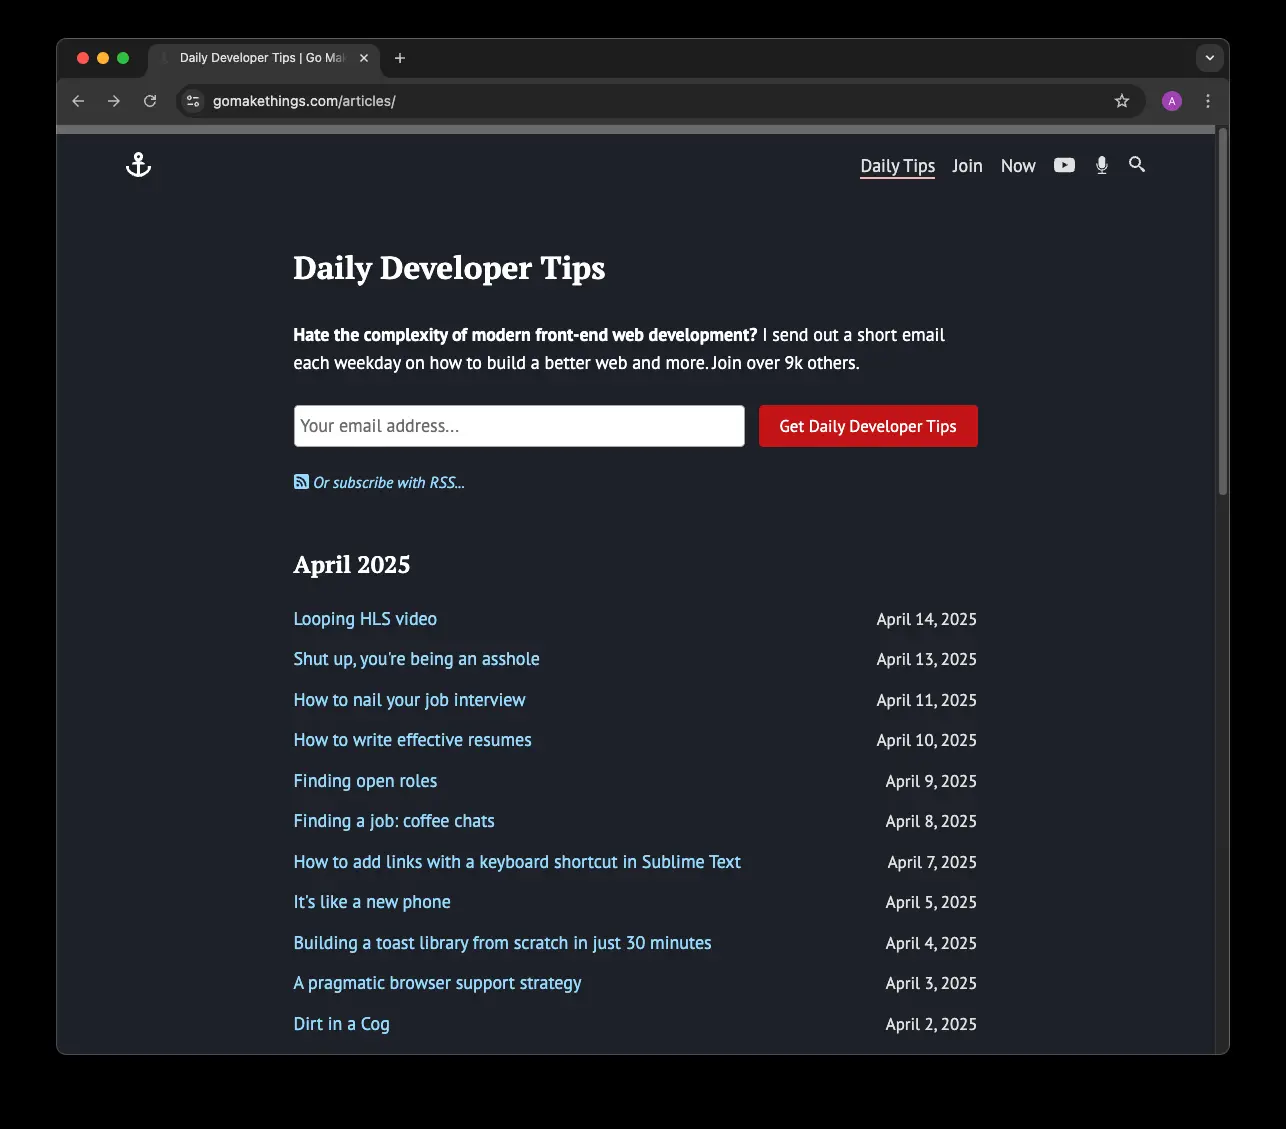 Daily Developer Tips | Go Ma
gomakethings.com/articles/
A
Daily Tips Join Now
Daily Developer Tips
Hate the complexity of modern front-end web development? I send out a short email
each weekday on how to build a better web and more. Join over 9k others.
Your email address...
Get Daily Developer Tips
Or subscribe with RSS...
April 2025
Looping HLS video April 14, 2025
Shut up, you're being an asshole April 13, 2025
How to nail your job interview April 11, 2025
How to write effective resumes April 10, 2025
Finding open roles April 9, 2025
Finding a job: coffee chats April 8, 2025
How to add links with a keyboard shortcut in Sublime Text April 7, 2025
It's like a new phone April 5, 2025
Building a toast library from scratch in just 30 minutes April 4, 2025
A pragmatic browser support strategy April 3, 2025
Dirt in a Cog April 2, 2025